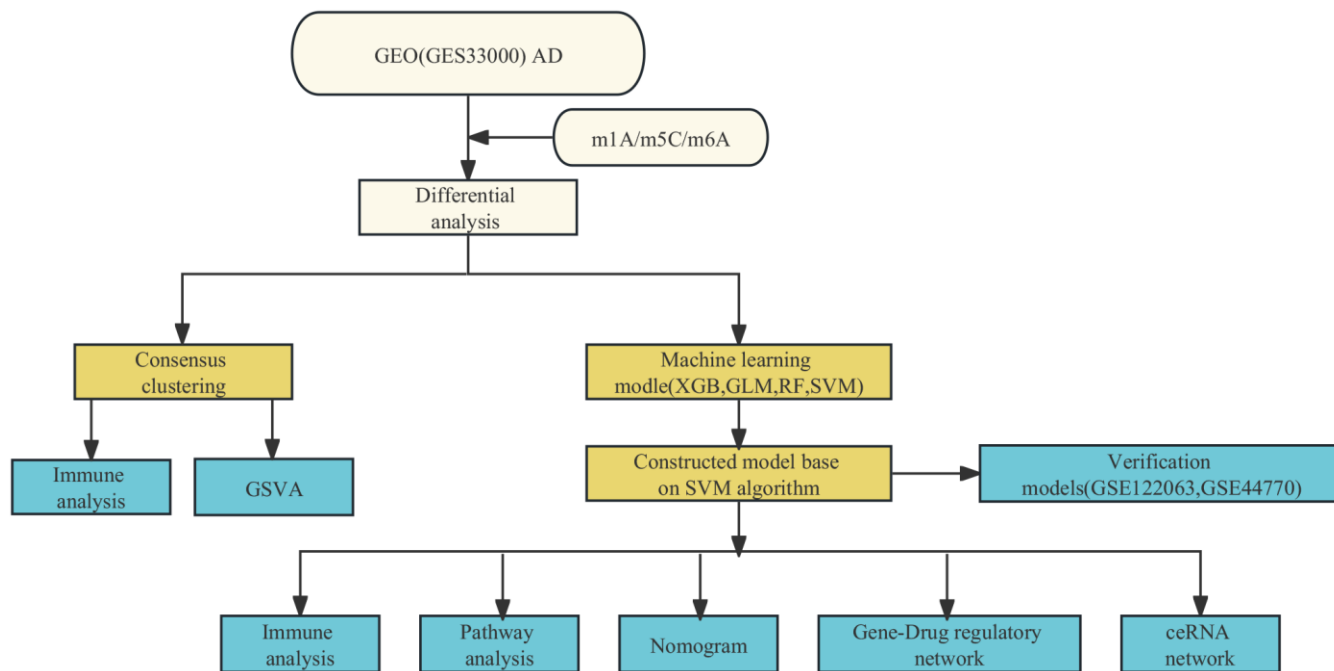 GEO(GES33000) AD
m1A/m5C/m6A
Differential
analysis
Consensus
clustering
Machine learning
modle(XGB,GLM,RF,SVM)
Immune
analysis
GSVA
Constructed model base
on SVM algorithm
Verification
models(GSE122063,GSE44770)
Immune
analysis
Pathway
analysis
Nomogram
Gene-Drug regulatory
network
ceRNA
network